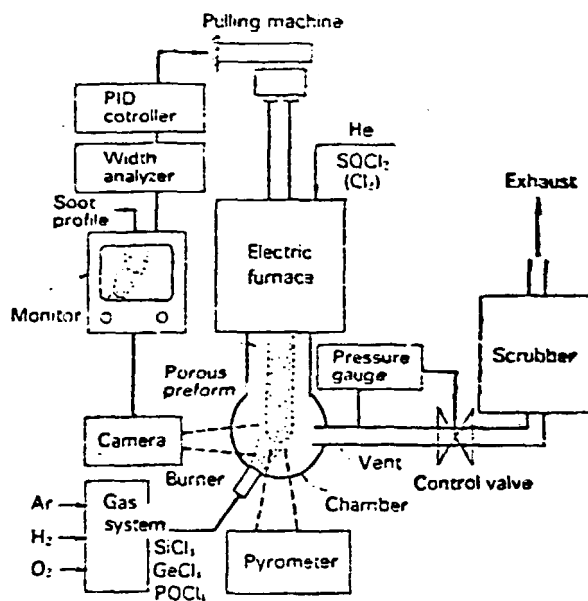 Pulling machine
PID
cotroller
Width
analyzer
He
SOCl₂
(Cl₂)
Exhaust
Soot
profile
Electric
furnace
Monitor
Scrubber
Porous
preform
Pressure
gauge
Camera
Vent
Control valve
Burner
Chamber
Ar
H₂
O₂
Gas
system
SiCl₄
GeCl₄
POCl₃
Pyrometer